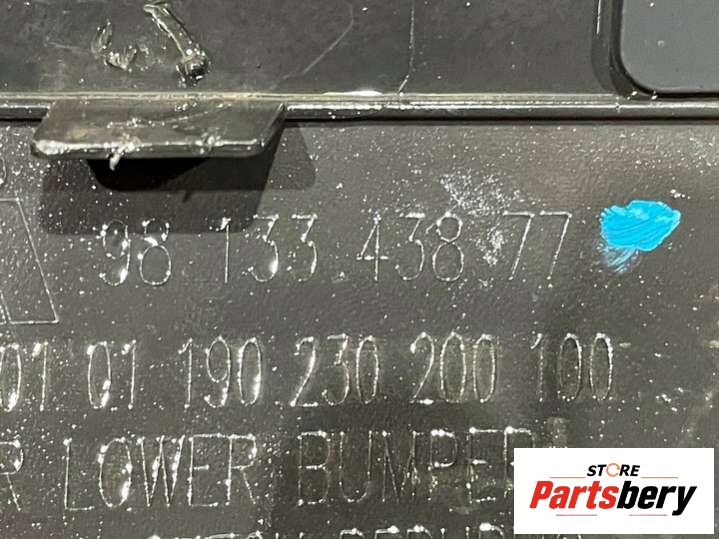 98 133 438 77
01 01 190 230 200 100
R LOWER BUMPER
STORE
Partsbery